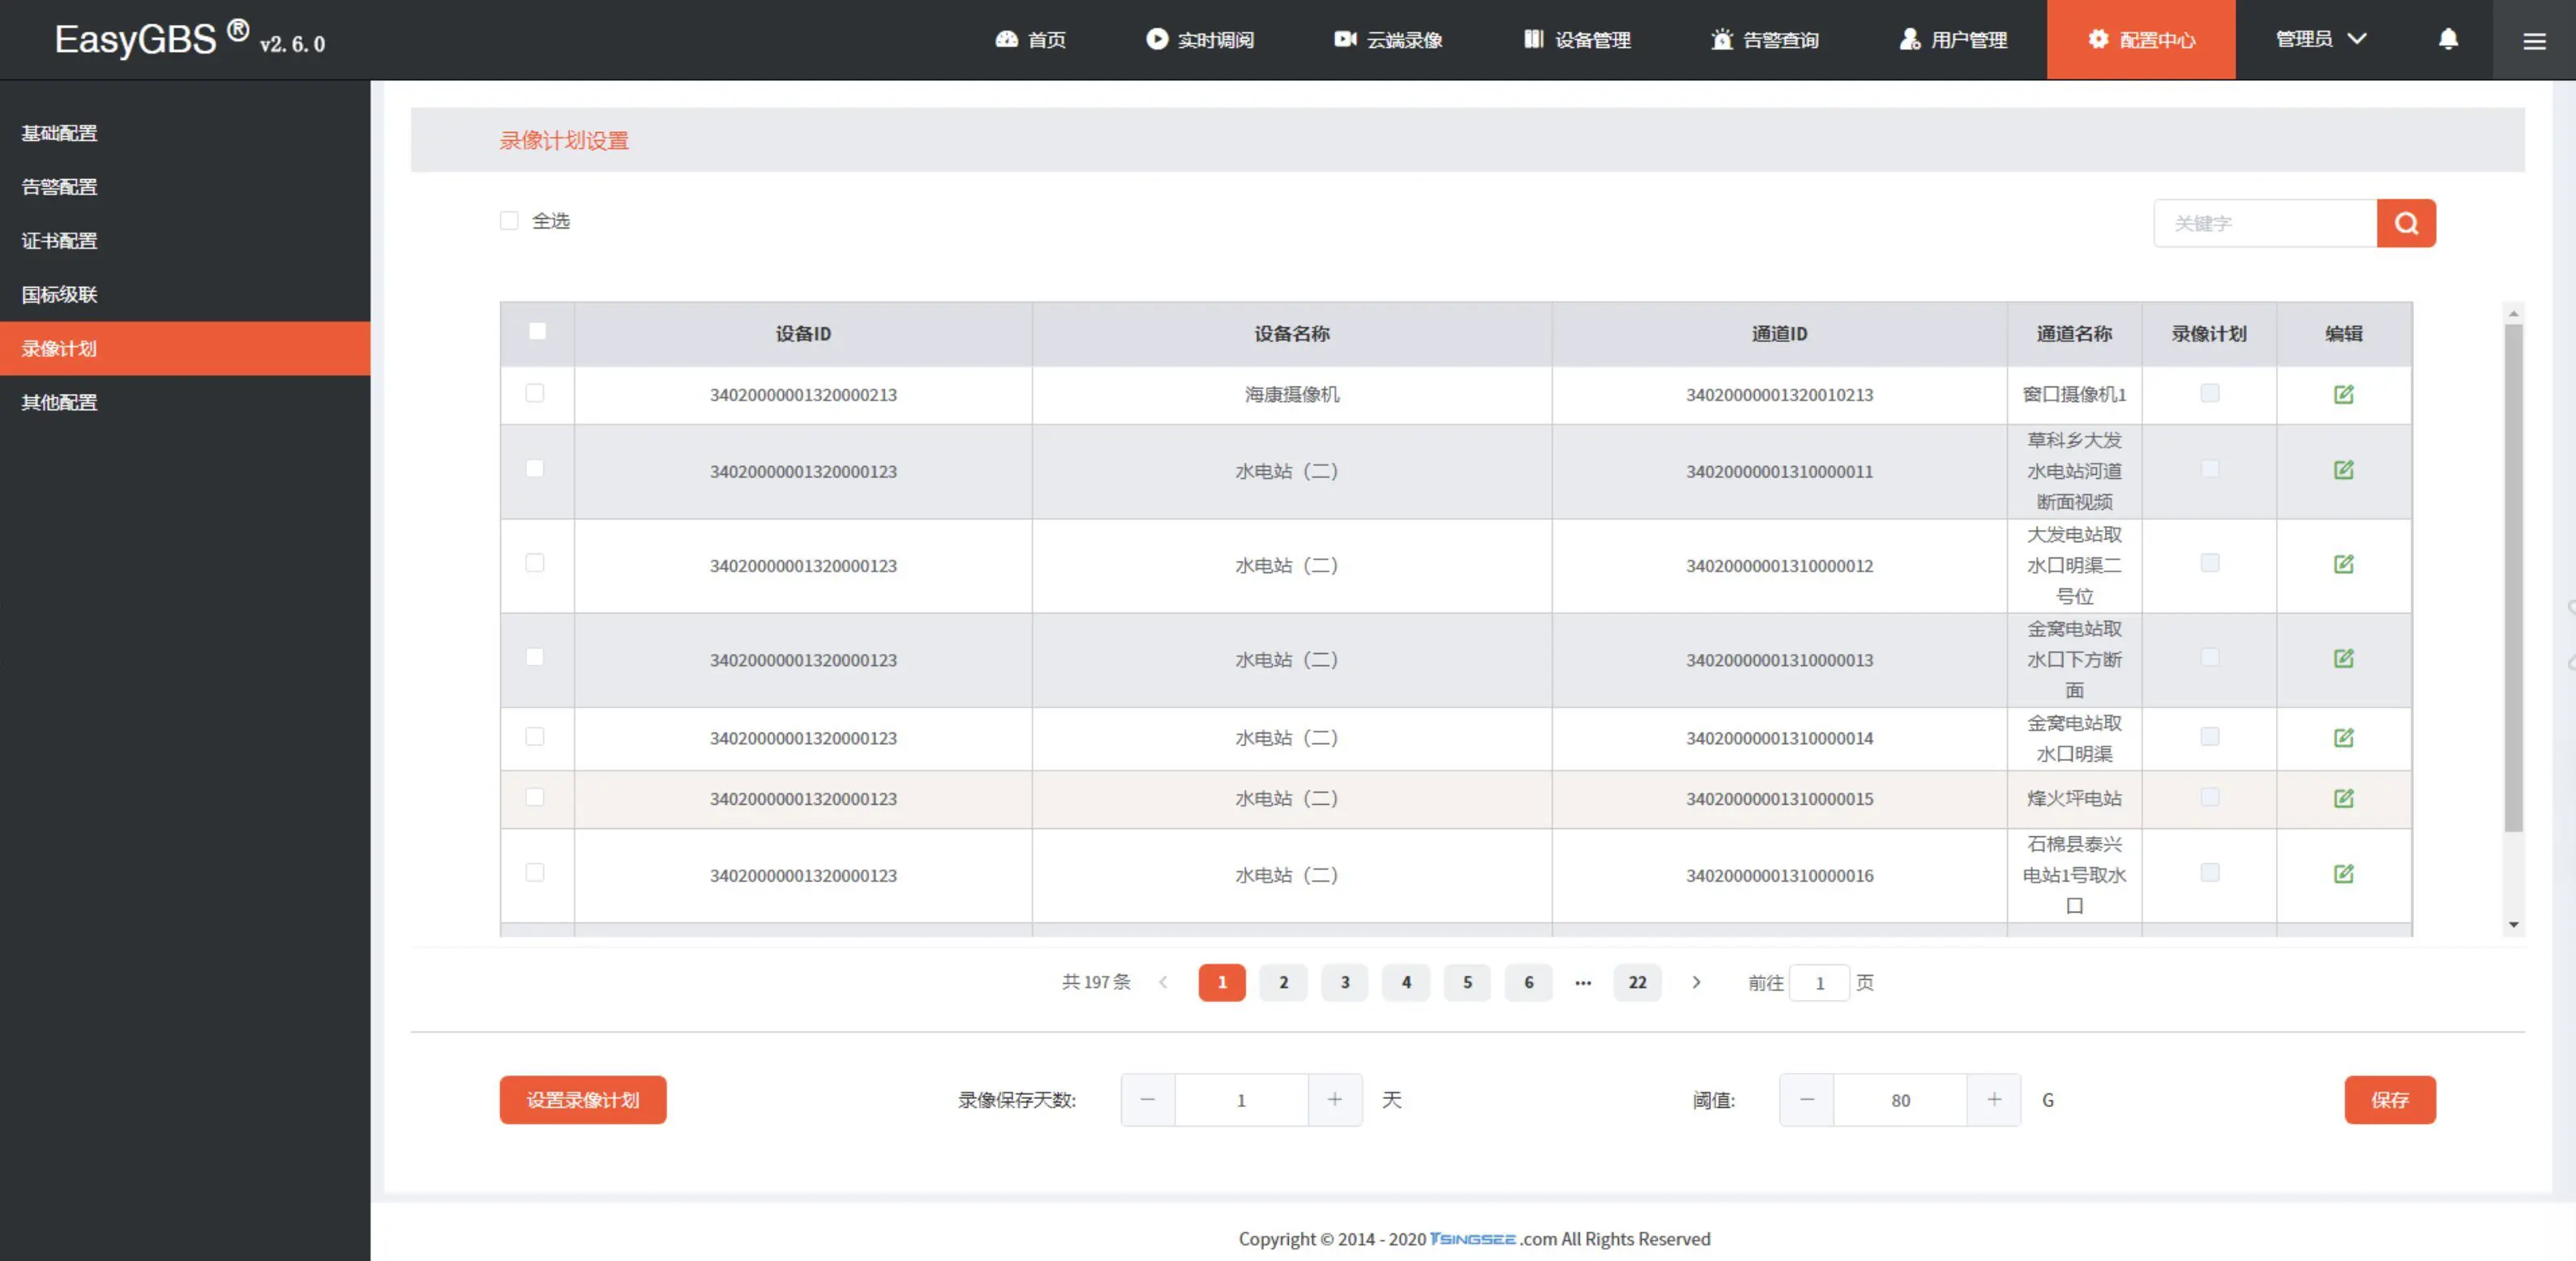 EasyGBS ® v2.6.0
首页
实时调阅
云端录像
设备管理
告警查询
用户管理
配置中心
管理员
基础配置
告警配置
证书配置
国标级联
录像计划
其他配置
录像计划设置
全选
关键字
设备ID 设备名称 通道ID 通道名称 录像计划 编辑
34020000001320000213 海康摄像机 34020000001320010213 窗口摄像机1
34020000001320000123 水电站（二） 34020000001310000011 草科乡大发
水电站河道
断面视频
34020000001320000123 水电站（二） 34020000001310000012 大发电站取
水口明渠二
号位
34020000001320000123 水电站（二） 34020000001310000013 金窝电站取
水口下方断
面
34020000001320000123 水电站（二） 34020000001310000014 金窝电站取
水口明渠
34020000001320000123 水电站（二） 34020000001310000015 烽火坪电站
34020000001320000123 水电站（二） 34020000001310000016 石棉县泰兴
电站1号取水
口
共 197 条 1 2 3 4 5 6 ••• 22 前往 1 页
设置录像计划 录像保存天数: − 1 + 天 阈值: − 80 + G 保存
Copyright © 2014 - 2020 TSINGSEE.com All Rights Reserved